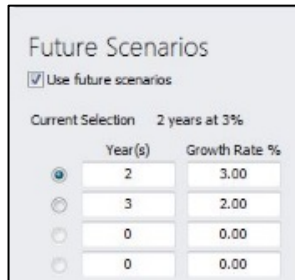 Future Scenarios
Use future scenarios
Current Selection 2 years at 3%
Year(s) Growth Rate %
2 3.00
3 2.00
0 0.00
0 0.00